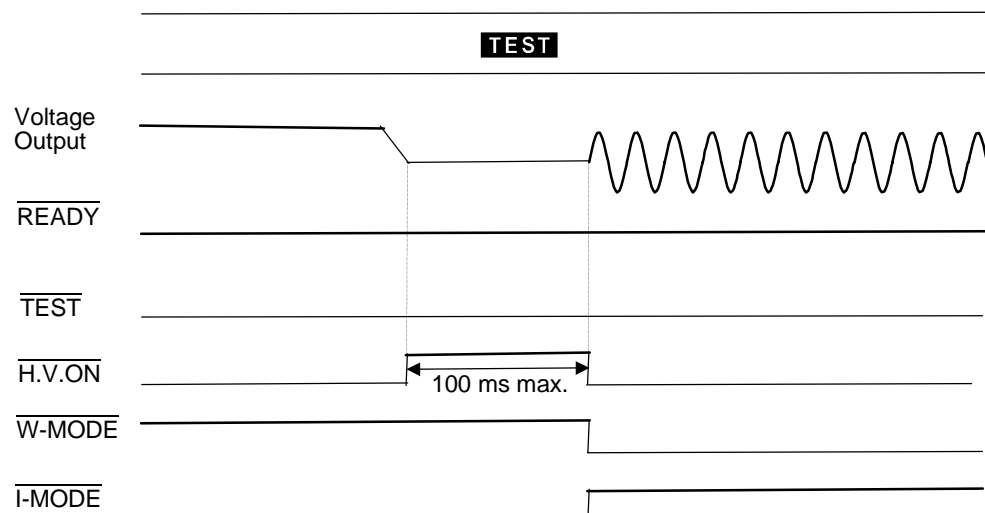 TEST
Voltage
Output
READY
TEST
H.V.ON
100 ms max.
W-MODE
I-MODE